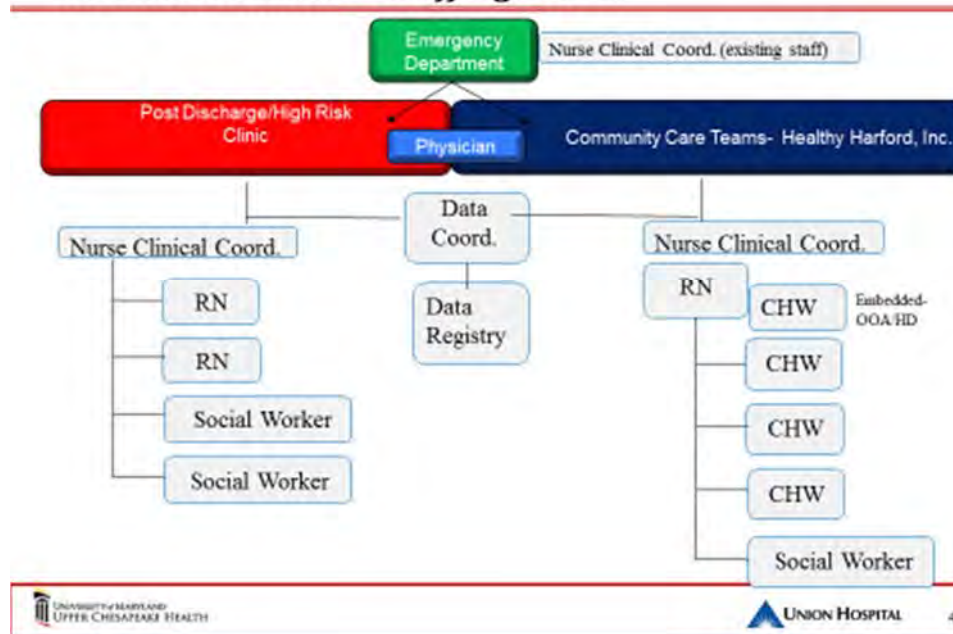 Emergency
Department
Nurse Clinical Coord. (existing staff)
Post Discharge/High Risk
Clinic
Physician
Community Care Teams- Healthy Harford, Inc.
Data
Coord.
Nurse Clinical Coord.
Nurse Clinical Coord.
RN
RN
Social Worker
Social Worker
Data
Registry
RN
CHW
Embedded-
OOA/HD
CHW
CHW
CHW
Social Worker
UNIVERSITY of MARYLAND
UPPER CHESAPEAKE HEALTH
UNION HOSPITAL
4